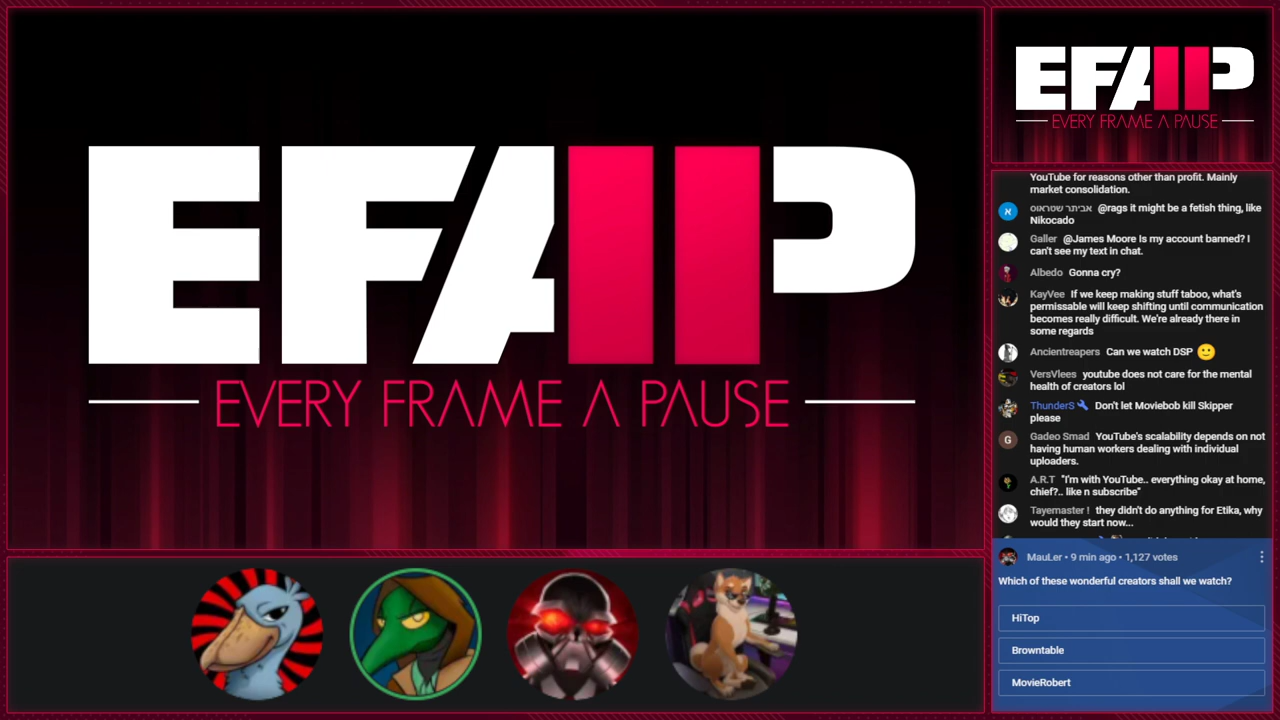 EFAP
EVERY FRAME A PAUSE
EFAP
EVERY FRAME A PAUSE
YouTube for reasons other than profit. Mainly
market consolidation.
אביתר שטראוס @rags it might be a fetish thing, like
Nikocado
Galler @James Moore Is my account banned? I
can't see my text in chat.
Albedo Gonna cry?
KayVee If we keep making stuff taboo, what's
permissable will keep shifting until communication
becomes really difficult. We're already there in
some regards
Ancientreapers Can we watch DSP 🙂
VersVlees youtube does not care for the mental
health of creators lol
ThunderS Don't let Moviebob kill Skipper
please
G
Gadeo Smad YouTube's scalability depends on not
having human workers dealing with individual
uploaders.
A.R.T "I'm with YouTube.. everything okay at home,
chief?.. like n subscribe"
Tayemaster ! they didn't do anything for Etika, why
would they start now...
MauLer • 9 min ago • 1,127 votes
Which of these wonderful creators shall we watch?
HiTop
Browntable
MovieRobert